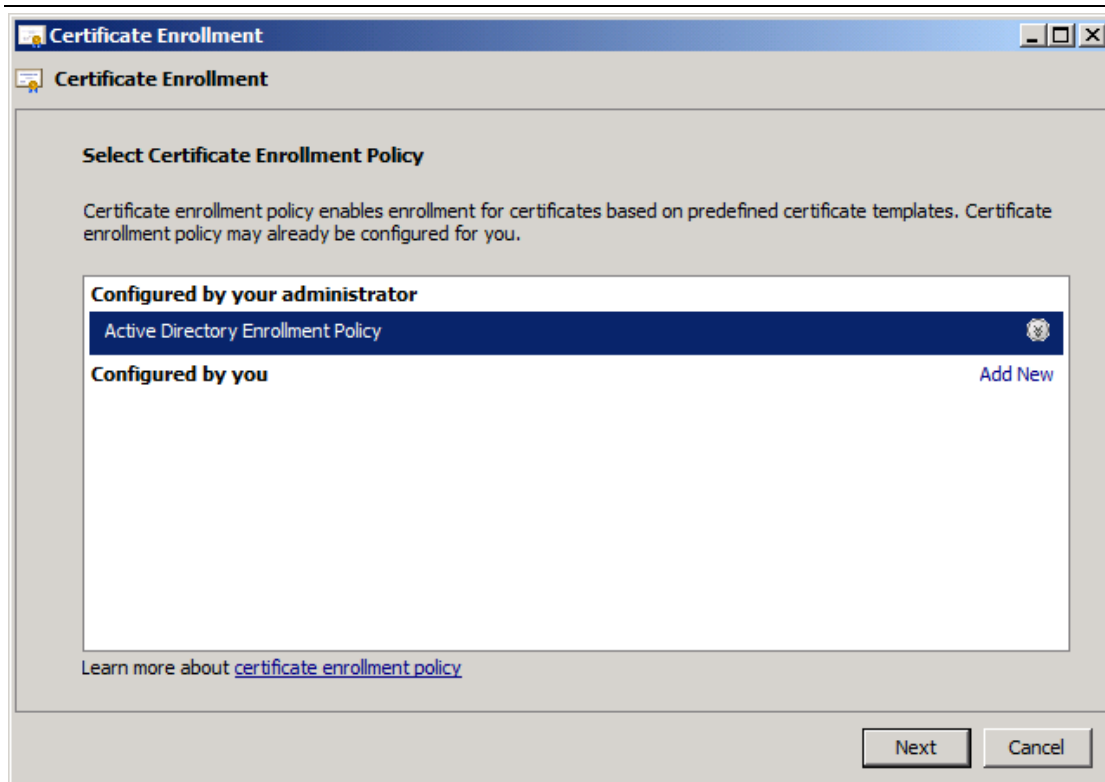 Certificate Enrollment
Certificate Enrollment
Select Certificate Enrollment Policy
Certificate enrollment policy enables enrollment for certificates based on predefined certificate templates. Certificate
enrollment policy may already be configured for you.
Configured by your administrator
Active Directory Enrollment Policy
Configured by you Add New
Learn more about certificate enrollment policy
Next Cancel